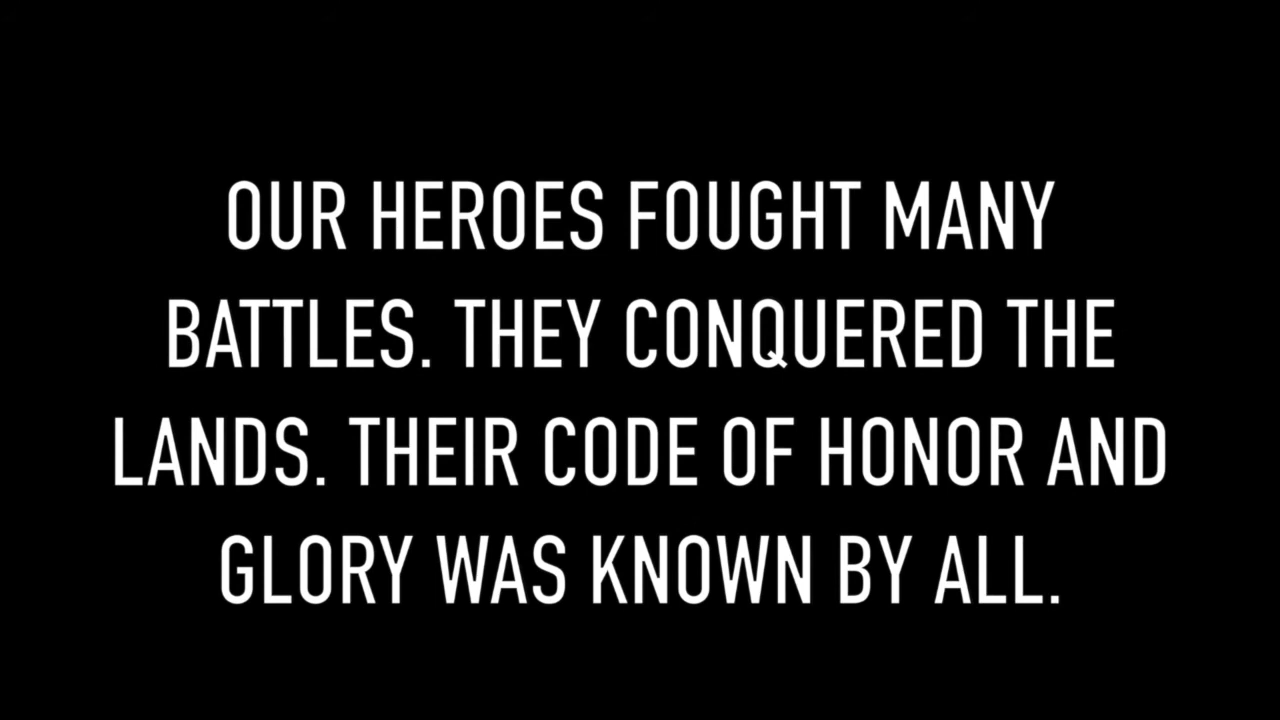 OUR HEROES FOUGHT MANY
BATTLES. THEY CONQUERED THE
LANDS. THEIR CODE OF HONOR AND
GLORY WAS KNOWN BY ALL.